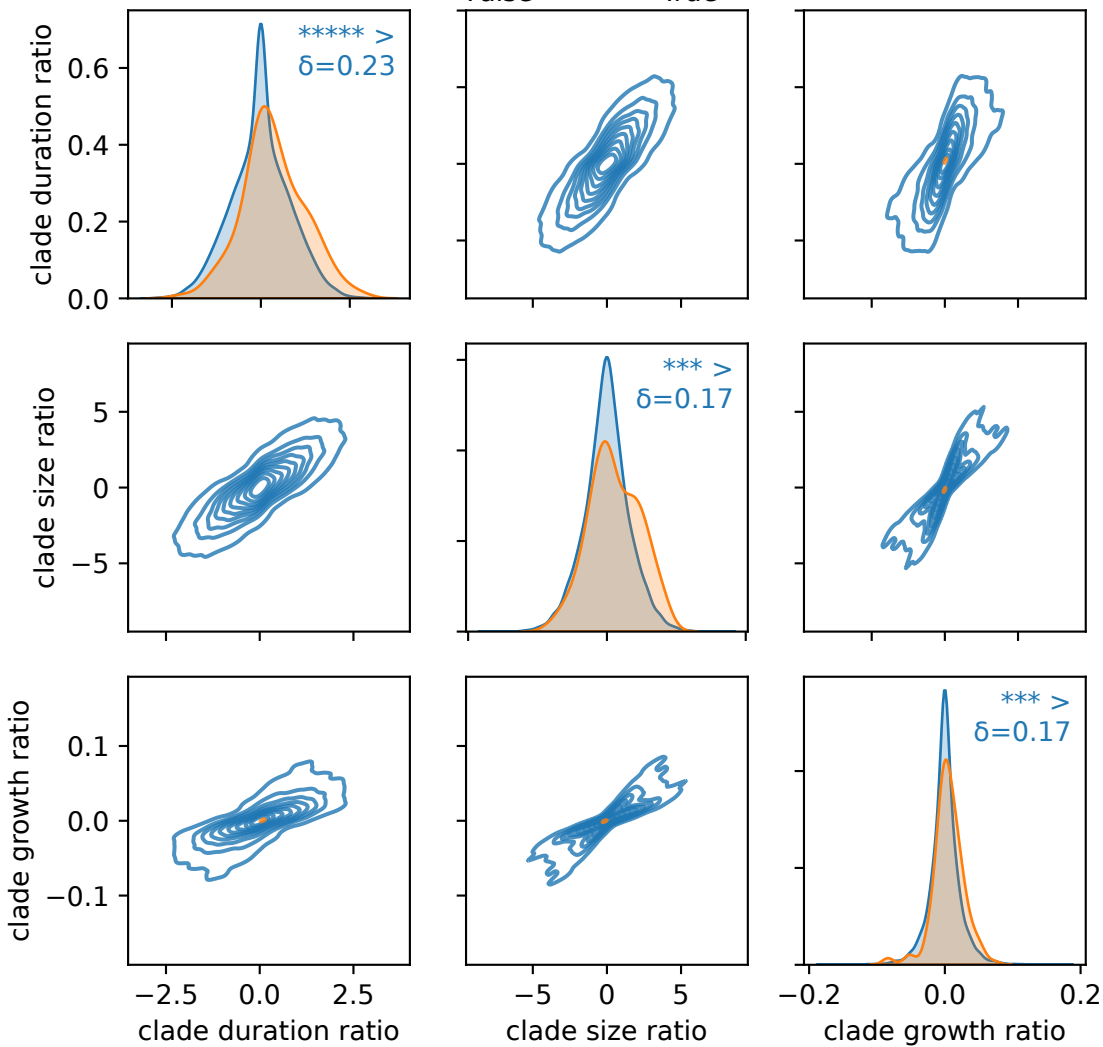 clade duration ratio
0.6
0.4
0.2
0.0
***** >
δ=0.23
clade size ratio
5
0
−5
*** >
δ=0.17
clade growth ratio
0.1
0.0
−0.1
*** >
δ=0.17
−2.5 0.0 2.5
clade duration ratio
−5 0 5
clade size ratio
−0.2 0.0 0.2
clade growth ratio